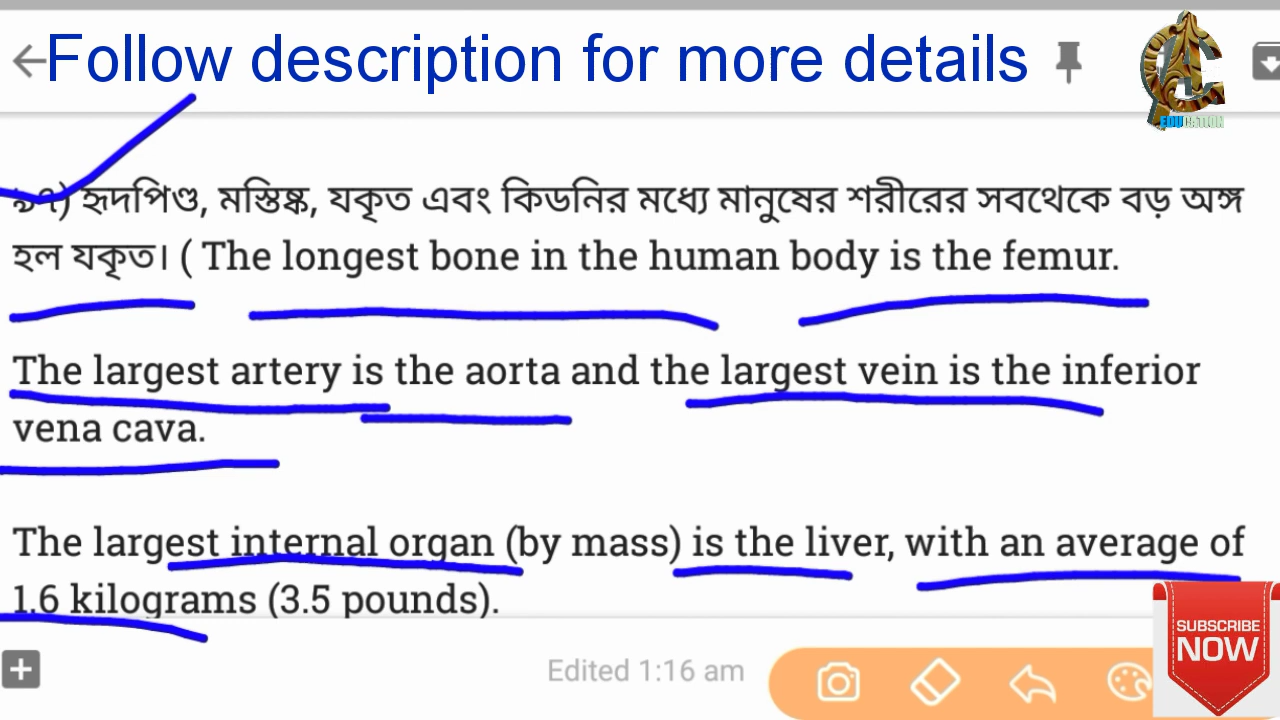 Follow description for more details
EDUCATION
৯৭) হৃদপিণ্ড, মস্তিষ্ক, যকৃত এবং কিডনির মধ্যে মানুষের শরীরের সবথেকে বড় অঙ্গ
হল যকৃত। ( The longest bone in the human body is the femur.
The largest artery is the aorta and the largest vein is the inferior
vena cava.
The largest internal organ (by mass) is the liver, with an average of
1.6 kilograms (3.5 pounds).
Edited 1:16 am
SUBSCRIBE
NOW